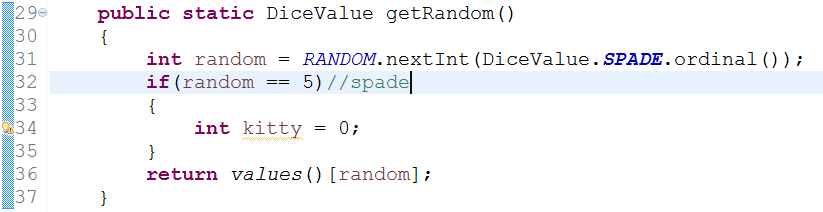 29 public static DiceValue getRandom()
30 {
31 int random = RANDOM.nextInt(DiceValue.SPADE.ordinal());
32 if(random == 5)//spade
33 {
34 int kitty = 0;
35 }
36 return values()[random];
37 }